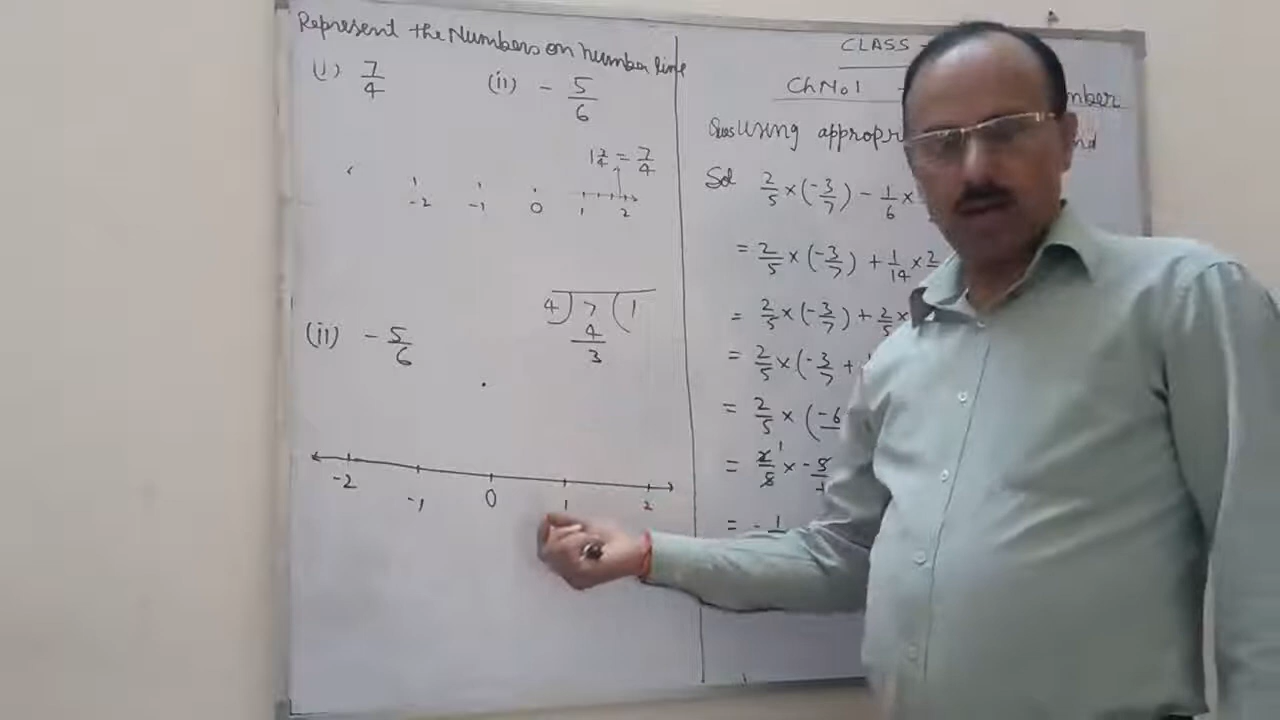 Represent the Numbers on number line
(i) 7/4 (ii) - 5/6
1 3/4 = 7/4
-2 -1 0 1 2
4) 7 (1
4
3
(ii) - 5/6
-2 -1 0 1 2
CLASS -
Ch No 1
Ques Using
Sol 2/5 × (-3/7) - 1/6 ×
= 2/5 × (-3/7) + 1/14 × 2
= 2/5 × (-3/7) + 2/5 ×
= 2/5 × (-3/7 +
= 2/5 × (-6
= 2/5 1 × -5
= - 1